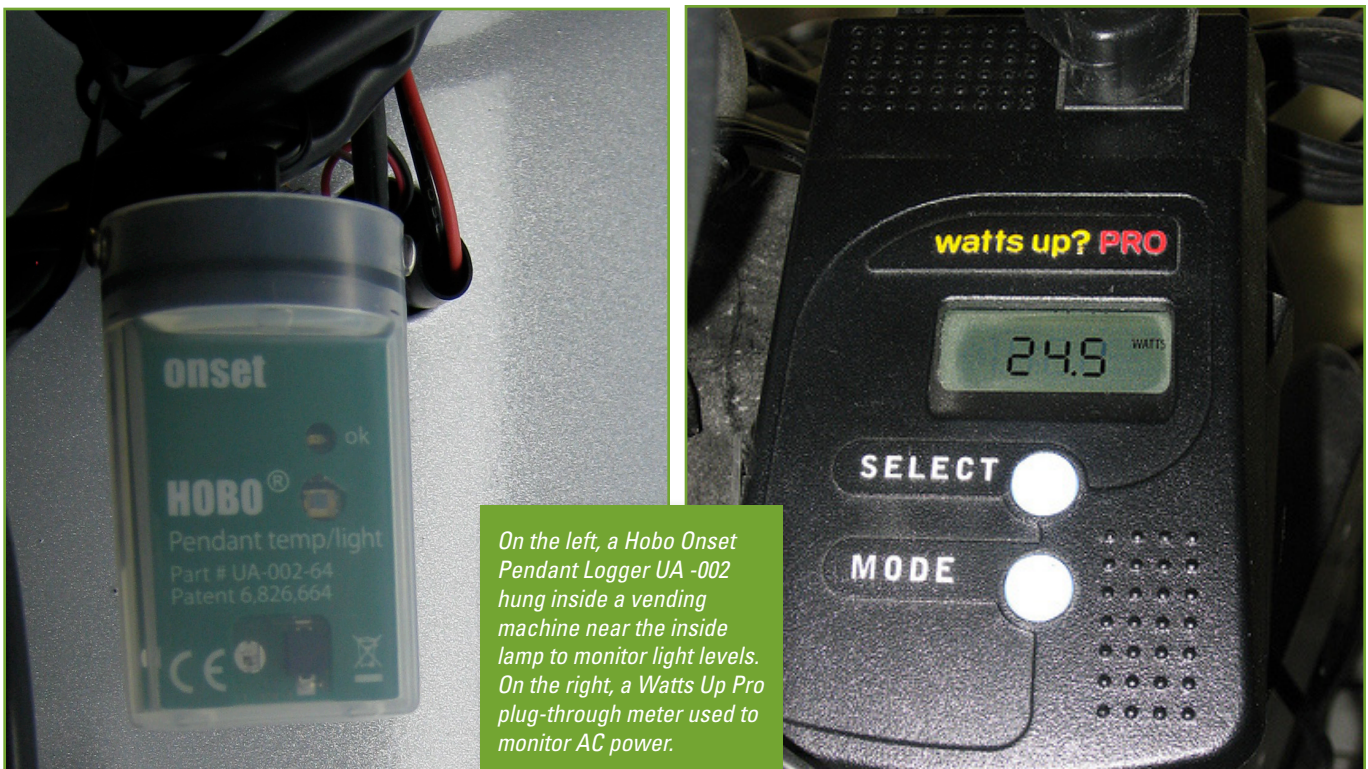 onset
ok
HOBO®
Pendant temp/light
Part # UA-002-64
Patent 6,826,664
CE
On the left, a Hobo Onset
Pendant Logger UA -002
hung inside a vending
machine near the inside
lamp to monitor light levels.
On the right, a Watts Up Pro
plug-through meter used to
monitor AC power.
watts up? PRO
24.5 WATTS
SELECT
MODE